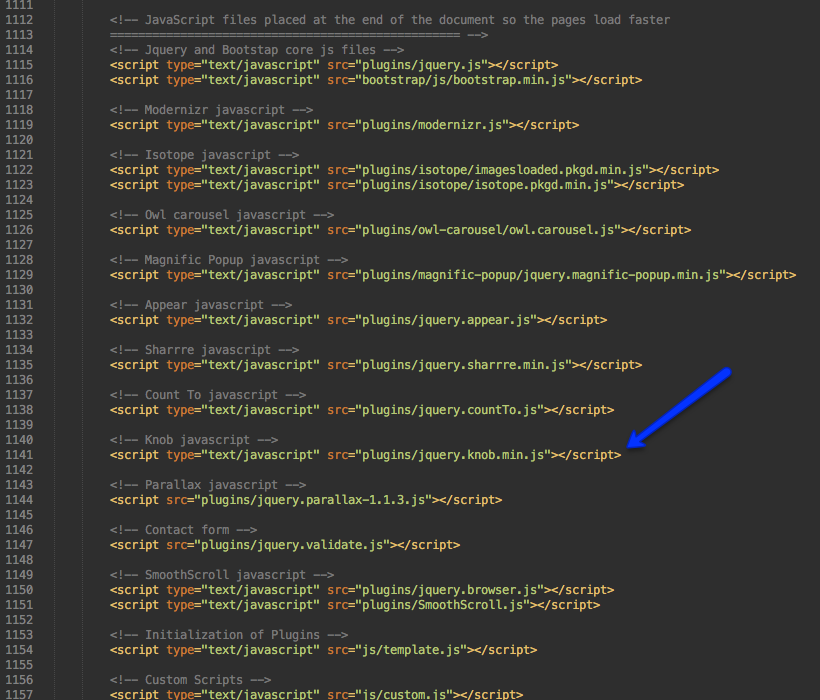 1111
1112 <!-- JavaScript files placed at the end of the document so the pages load faster
1113 ================================================== -->
1114 <!-- Jquery and Bootstap core js files -->
1115 <script type="text/javascript" src="plugins/jquery.js"></script>
1116 <script type="text/javascript" src="bootstrap/js/bootstrap.min.js"></script>
1117
1118 <!-- Modernizr javascript -->
1119 <script type="text/javascript" src="plugins/modernizr.js"></script>
1120
1121 <!-- Isotope javascript -->
1122 <script type="text/javascript" src="plugins/isotope/imagesloaded.pkgd.min.js"></script>
1123 <script type="text/javascript" src="plugins/isotope/isotope.pkgd.min.js"></script>
1124
1125 <!-- Owl carousel javascript -->
1126 <script type="text/javascript" src="plugins/owl-carousel/owl.carousel.js"></script>
1127
1128 <!-- Magnific Popup javascript -->
1129 <script type="text/javascript" src="plugins/magnific-popup/jquery.magnific-popup.min.js"></script>
1130
1131 <!-- Appear javascript -->
1132 <script type="text/javascript" src="plugins/jquery.appear.js"></script>
1133
1134 <!-- Sharrre javascript -->
1135 <script type="text/javascript" src="plugins/jquery.sharrre.min.js"></script>
1136
1137 <!-- Count To javascript -->
1138 <script type="text/javascript" src="plugins/jquery.countTo.js"></script>
1139
1140 <!-- Knob javascript -->
1141 <script type="text/javascript" src="plugins/jquery.knob.min.js"></script>
1142
1143 <!-- Parallax javascript -->
1144 <script src="plugins/jquery.parallax-1.1.3.js"></script>
1145
1146 <!-- Contact form -->
1147 <script src="plugins/jquery.validate.js"></script>
1148
1149 <!-- SmoothScroll javascript -->
1150 <script type="text/javascript" src="plugins/jquery.browser.js"></script>
1151 <script type="text/javascript" src="plugins/SmoothScroll.js"></script>
1152
1153 <!-- Initialization of Plugins -->
1154 <script type="text/javascript" src="js/template.js"></script>
1155
1156 <!-- Custom Scripts -->
1157 <script type="text/javascript" src="js/custom.js"></script>